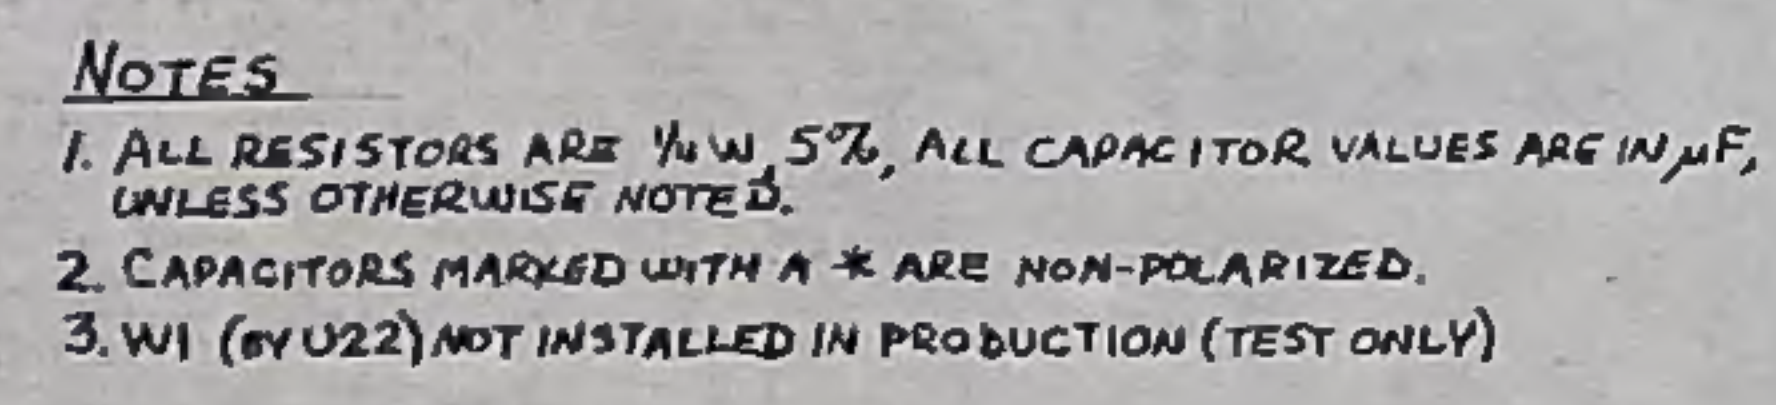 NOTES
1. ALL RESISTORS ARE 1/4 W, 5%, ALL CAPACITOR VALUES ARE IN µF,
UNLESS OTHERWISE NOTED.
2. CAPACITORS MARKED WITH A * ARE NON-POLARIZED.
3. W1 (BY U22) NOT INSTALLED IN PRODUCTION (TEST ONLY)